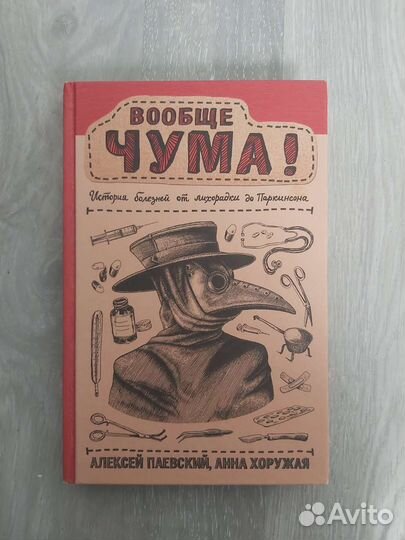 ВООБЩЕ
ЧУМА!
История болезней от лихорадки до Паркинсона
АЛЕКСЕЙ ПАЕВСКИЙ, АННА ХОРУЖАЯ
Avito